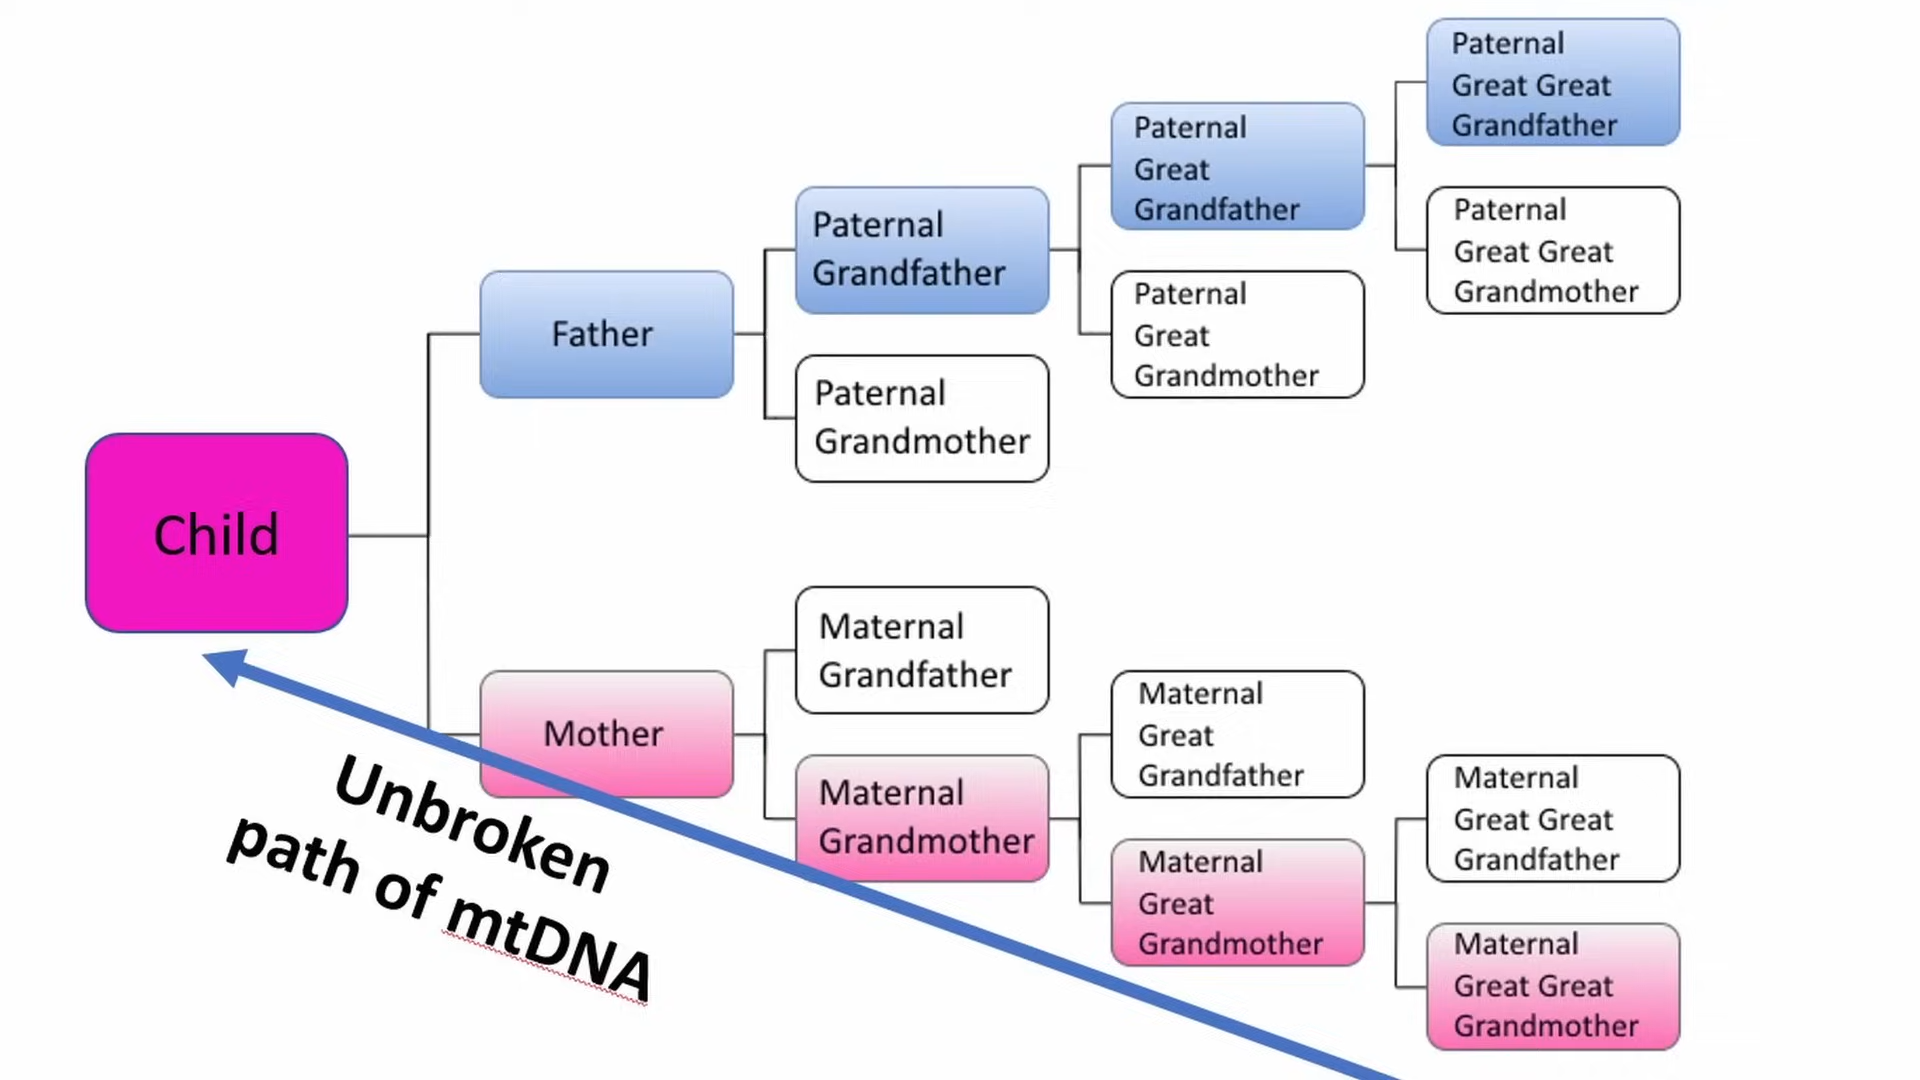 Child
Father
Mother
Paternal
Grandfather
Paternal
Grandmother
Maternal
Grandfather
Maternal
Grandmother
Paternal
Great
Grandfather
Paternal
Great
Grandmother
Maternal
Great
Grandfather
Maternal
Great
Grandmother
Paternal
Great Great
Grandfather
Paternal
Great Great
Grandmother
Maternal
Great Great
Grandfather
Maternal
Great Great
Grandmother
Unbroken
path of mtDNA